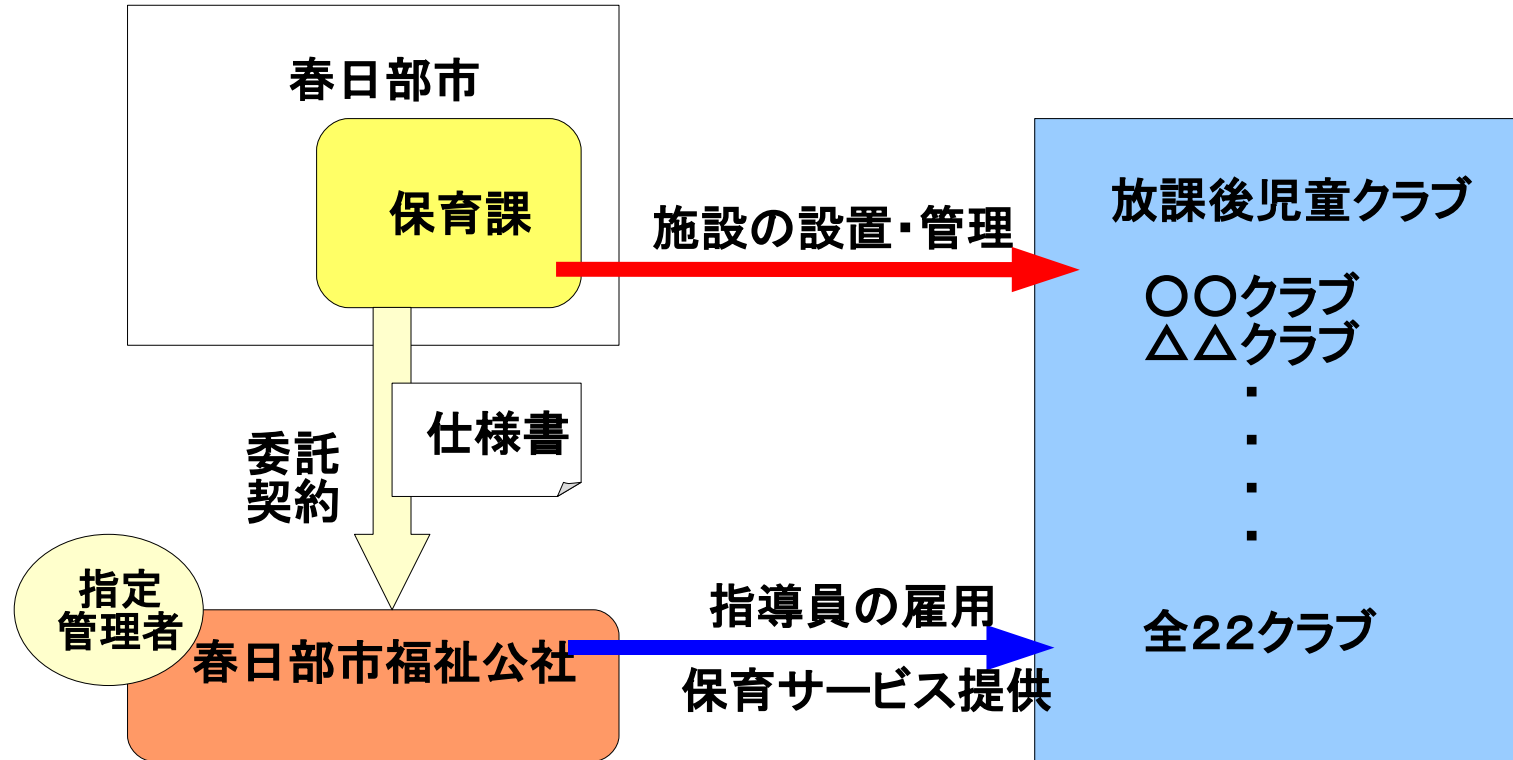 春日部市
保育課
施設の設置・管理
放課後児童クラブ
○○クラブ
△△クラブ
・
・
・
・
全２２クラブ
仕様書
委託
契約
指定
管理者
春日部市福祉公社
指導員の雇用
保育サービス提供